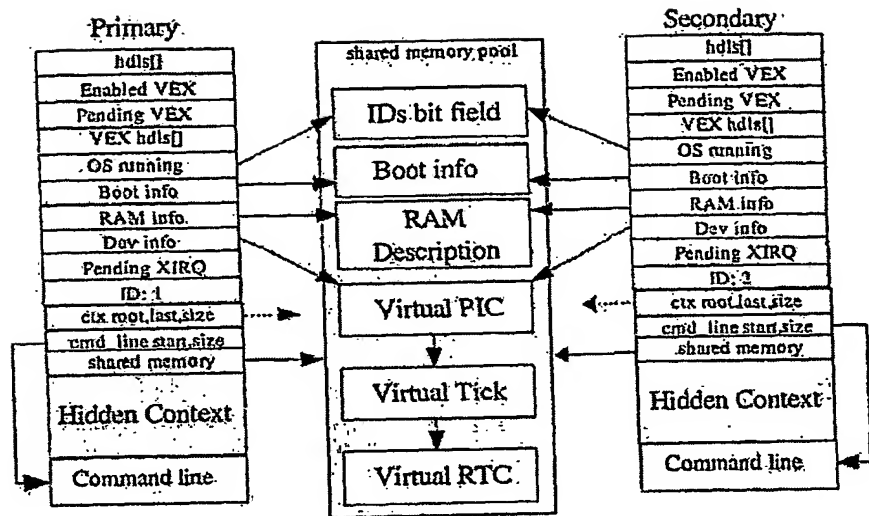 Primary
hdls[]
Enabled VEX
Pending VEX
VEX hdls[]
OS running
Boot info
RAM info
Dev info
Pending XIRQ
ID: 1
ctx root,last,size
cmd_line start,size
shared memory
Hidden Context
Command line
shared memory pool
IDs bit field
Boot info
RAM
Description
Virtual PIC
Virtual Tick
Virtual RTC
Secondary
hdls[]
Enabled VEX
Pending VEX
VEX hdls[]
OS running
Boot info
RAM info
Dev info
Pending XIRQ
ID: 2
ctx root,last,size
cmd_line start,size
shared memory
Hidden Context
Command line